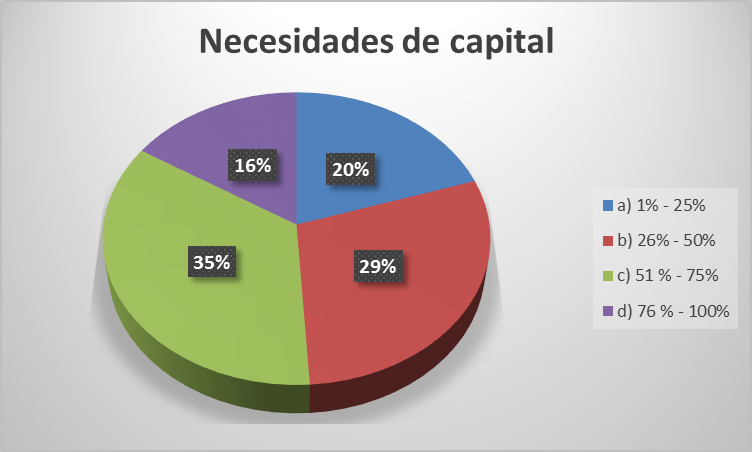 Necesidades de capital
16%
20%
35%
29%
a) 1% - 25%
b) 26% - 50%
c) 51 % - 75%
d) 76 % - 100%